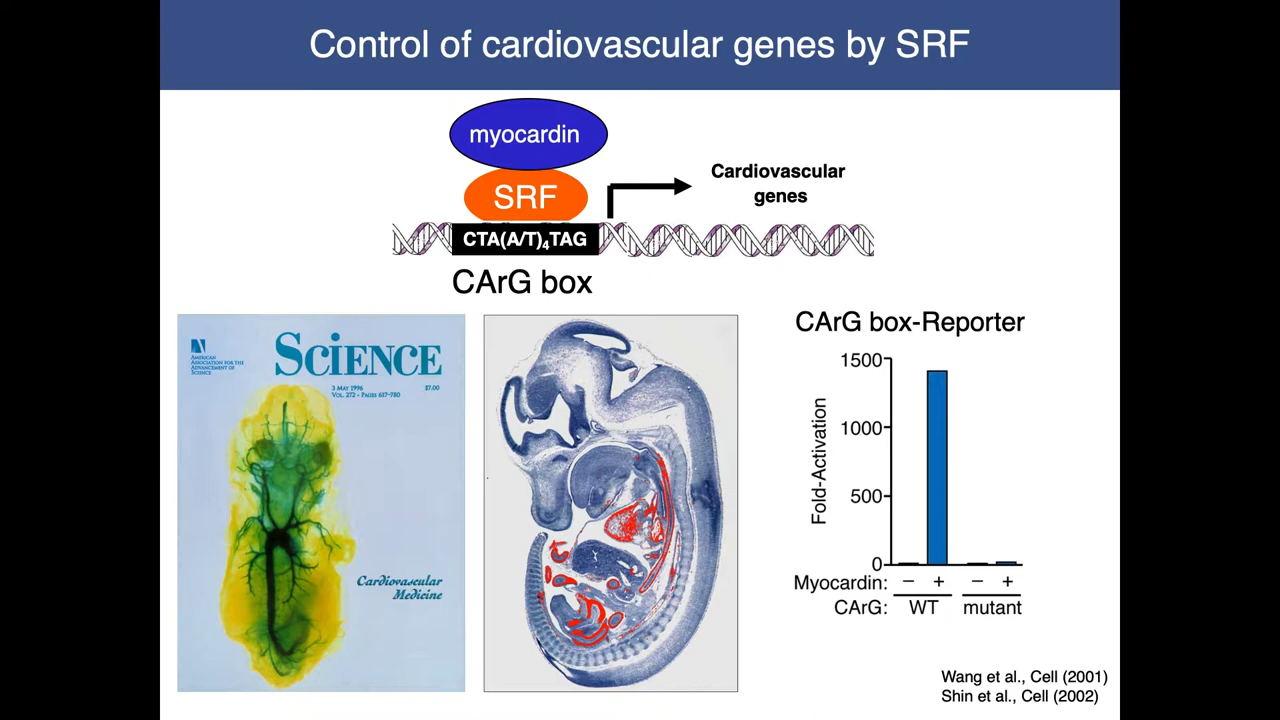 Control of cardiovascular genes by SRF
myocardin
SRF
Cardiovascular
genes
CTA(A/T)₄TAG
CArG box
AMERICAN
ASSOCIATION FOR THE
ADVANCEMENT OF
SCIENCE
SCIENCE
3 MAY 1996
VOL. 272 • PAGES 617–780
$7.00
Cardiovascular
Medicine
CArG box-Reporter
Fold-Activation
1500
1000
500
0
Myocardin: – + – +
CArG: WT mutant
Wang et al., Cell (2001)
Shin et al., Cell (2002)